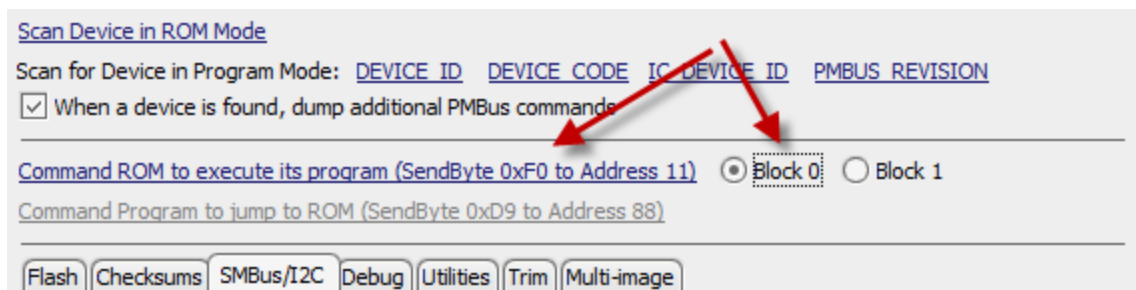 Scan Device in ROM Mode
Scan for Device in Program Mode: DEVICE_ID DEVICE_CODE IC_DEVICE_ID PMBUS_REVISION
When a device is found, dump additional PMBus commands
Command ROM to execute its program (SendByte 0xF0 to Address 11) Block 0 Block 1
Command Program to jump to ROM (SendByte 0xD9 to Address 88)
Flash Checksums SMBus/I2C Debug Utilities Trim Multi-image